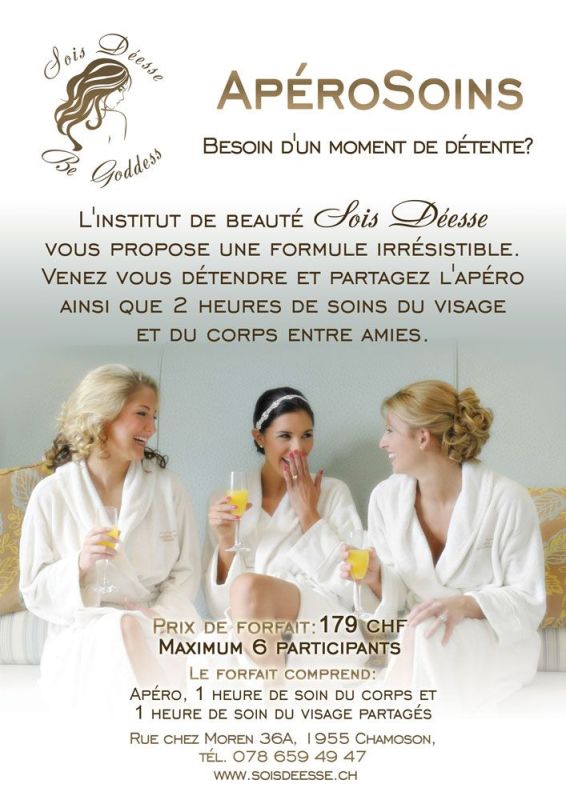 Sois Déesse
Be Goddess
ApéroSoins
Besoin d'un moment de détente?
L'institut de beauté Sois Déesse
vous propose une formule irrésistible.
Venez vous détendre et partagez l'apéro
ainsi que 2 heures de soins du visage
et du corps entre amies.
Prix de forfait: 179 CHF
Maximum 6 participants
Le forfait comprend:
Apéro, 1 heure de soin du corps et
1 heure de soin du visage partagés
Rue chez Moren 36A, 1955 Chamoson,
tél. 078 659 49 47
www.soisdeesse.ch